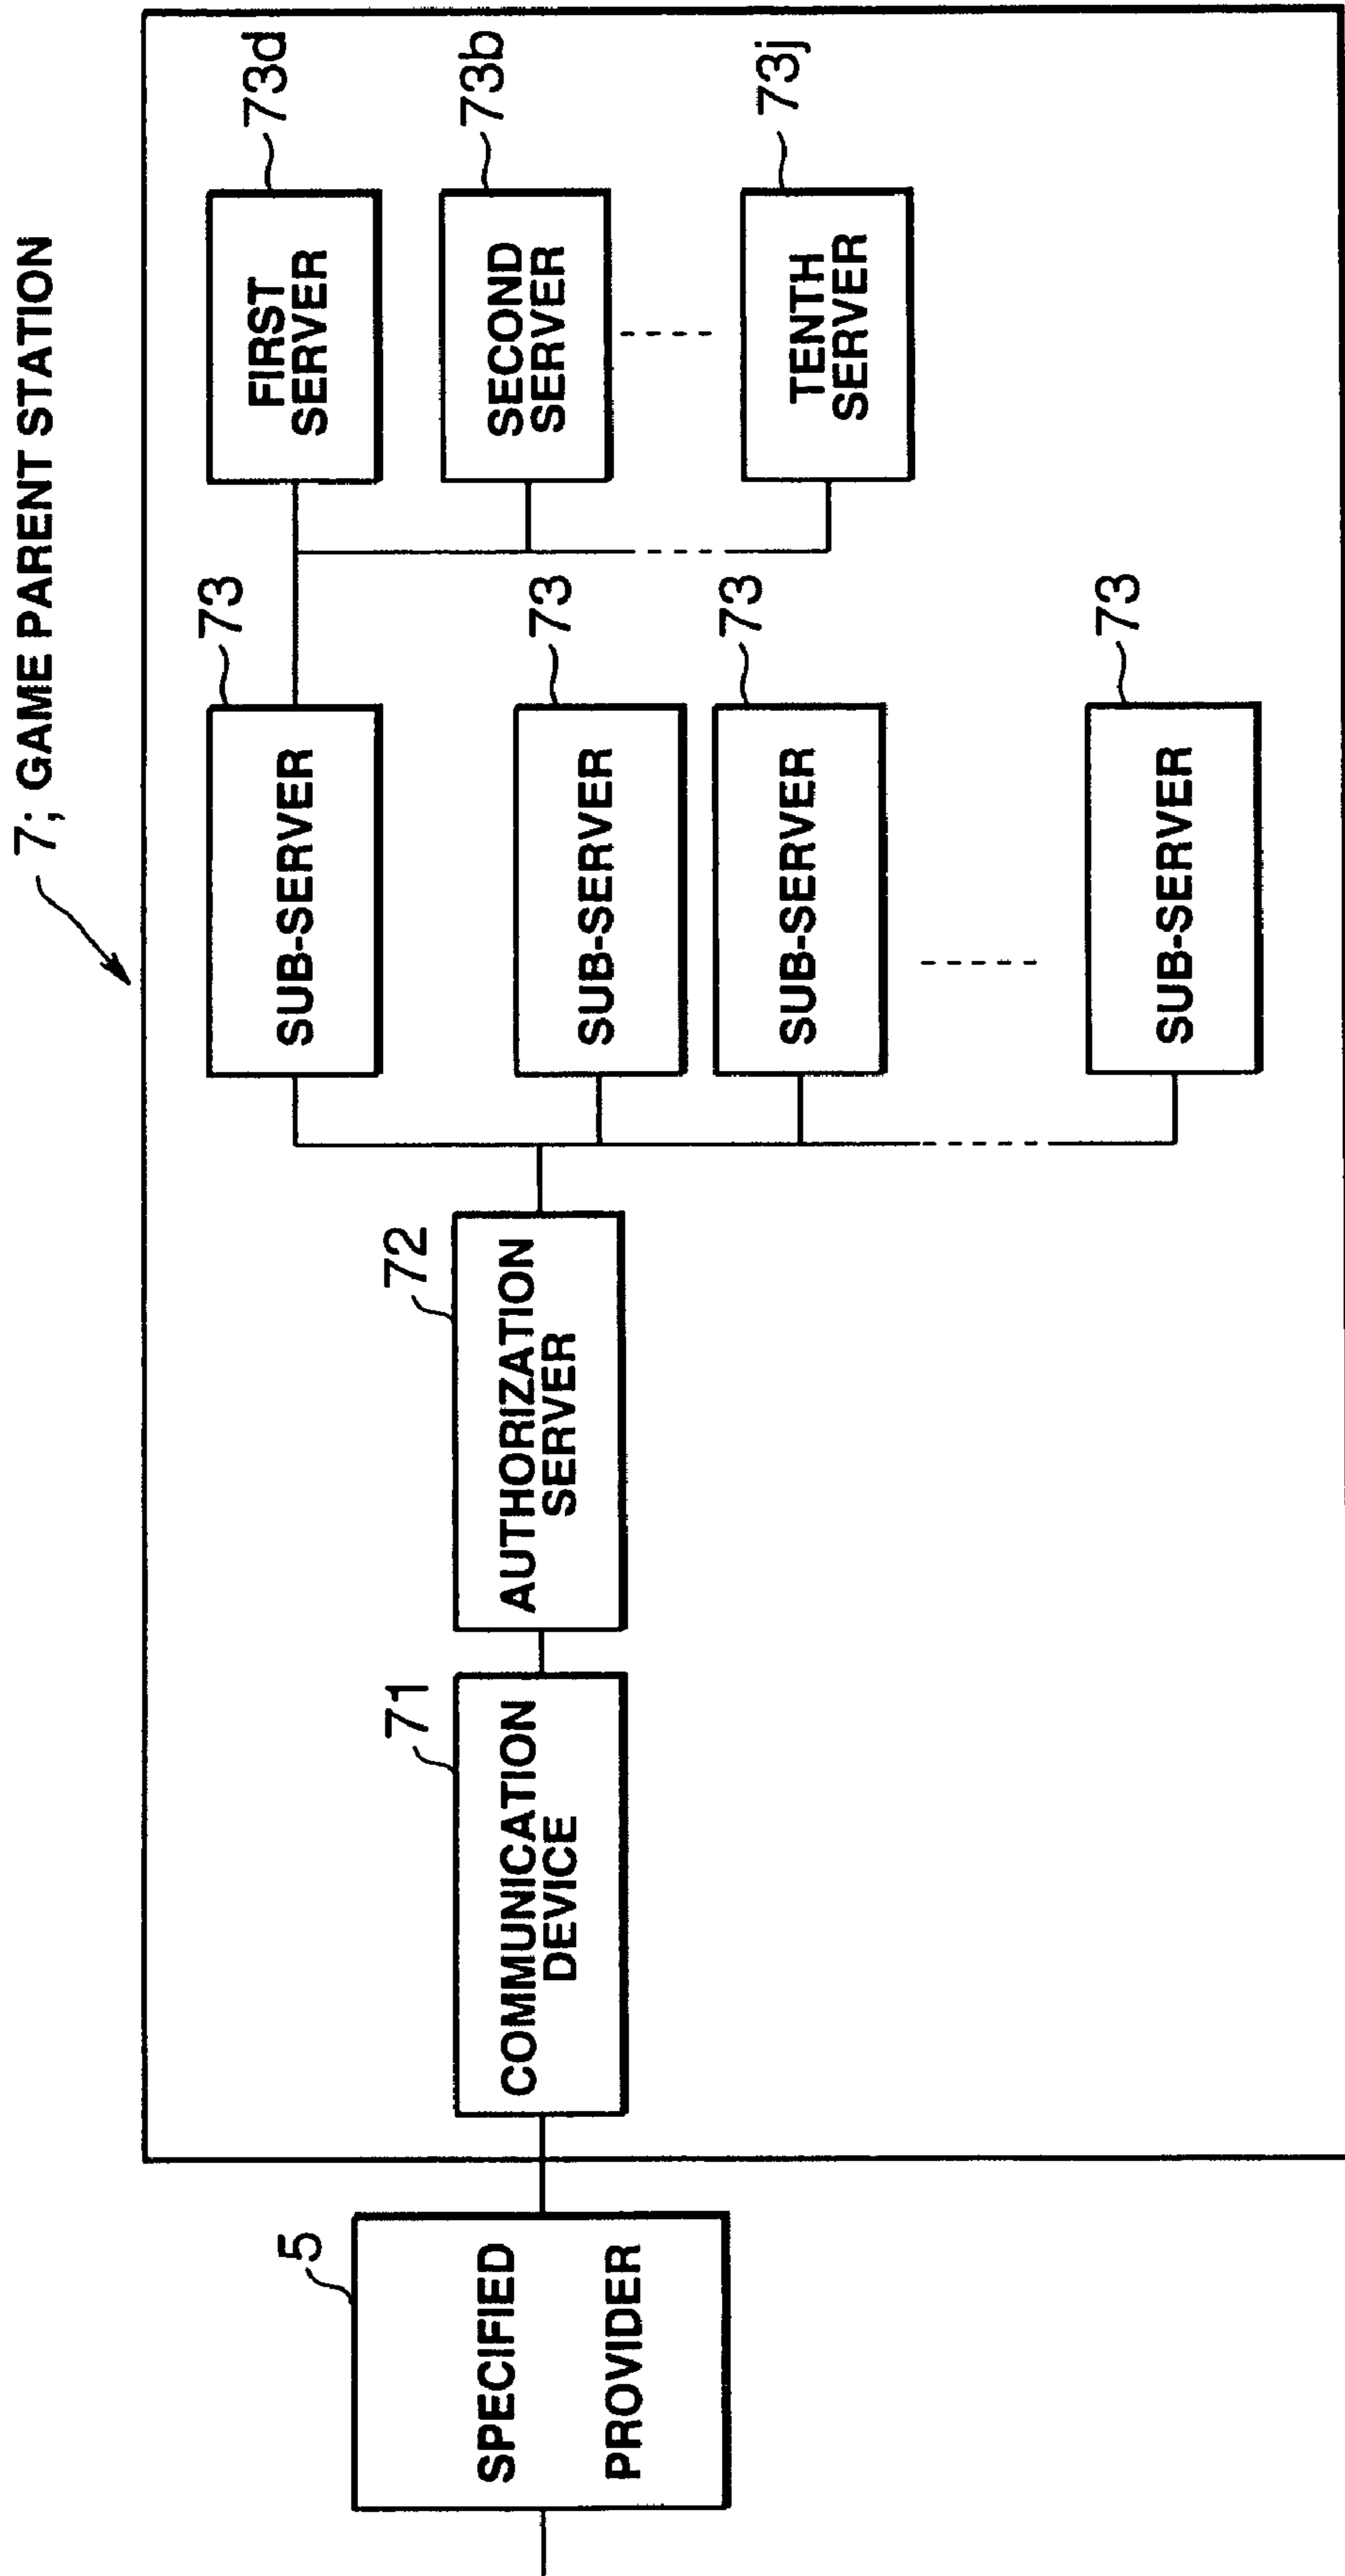 7; GAME PARENT STATION
5
SPECIFIED
PROVIDER
71
COMMUNICATION
DEVICE
72
AUTHORIZATION
SERVER
73
SUB-SERVER
73
SUB-SERVER
73
SUB-SERVER
73
SUB-SERVER
73d
FIRST
SERVER
73b
SECOND
SERVER
73j
TENTH
SERVER